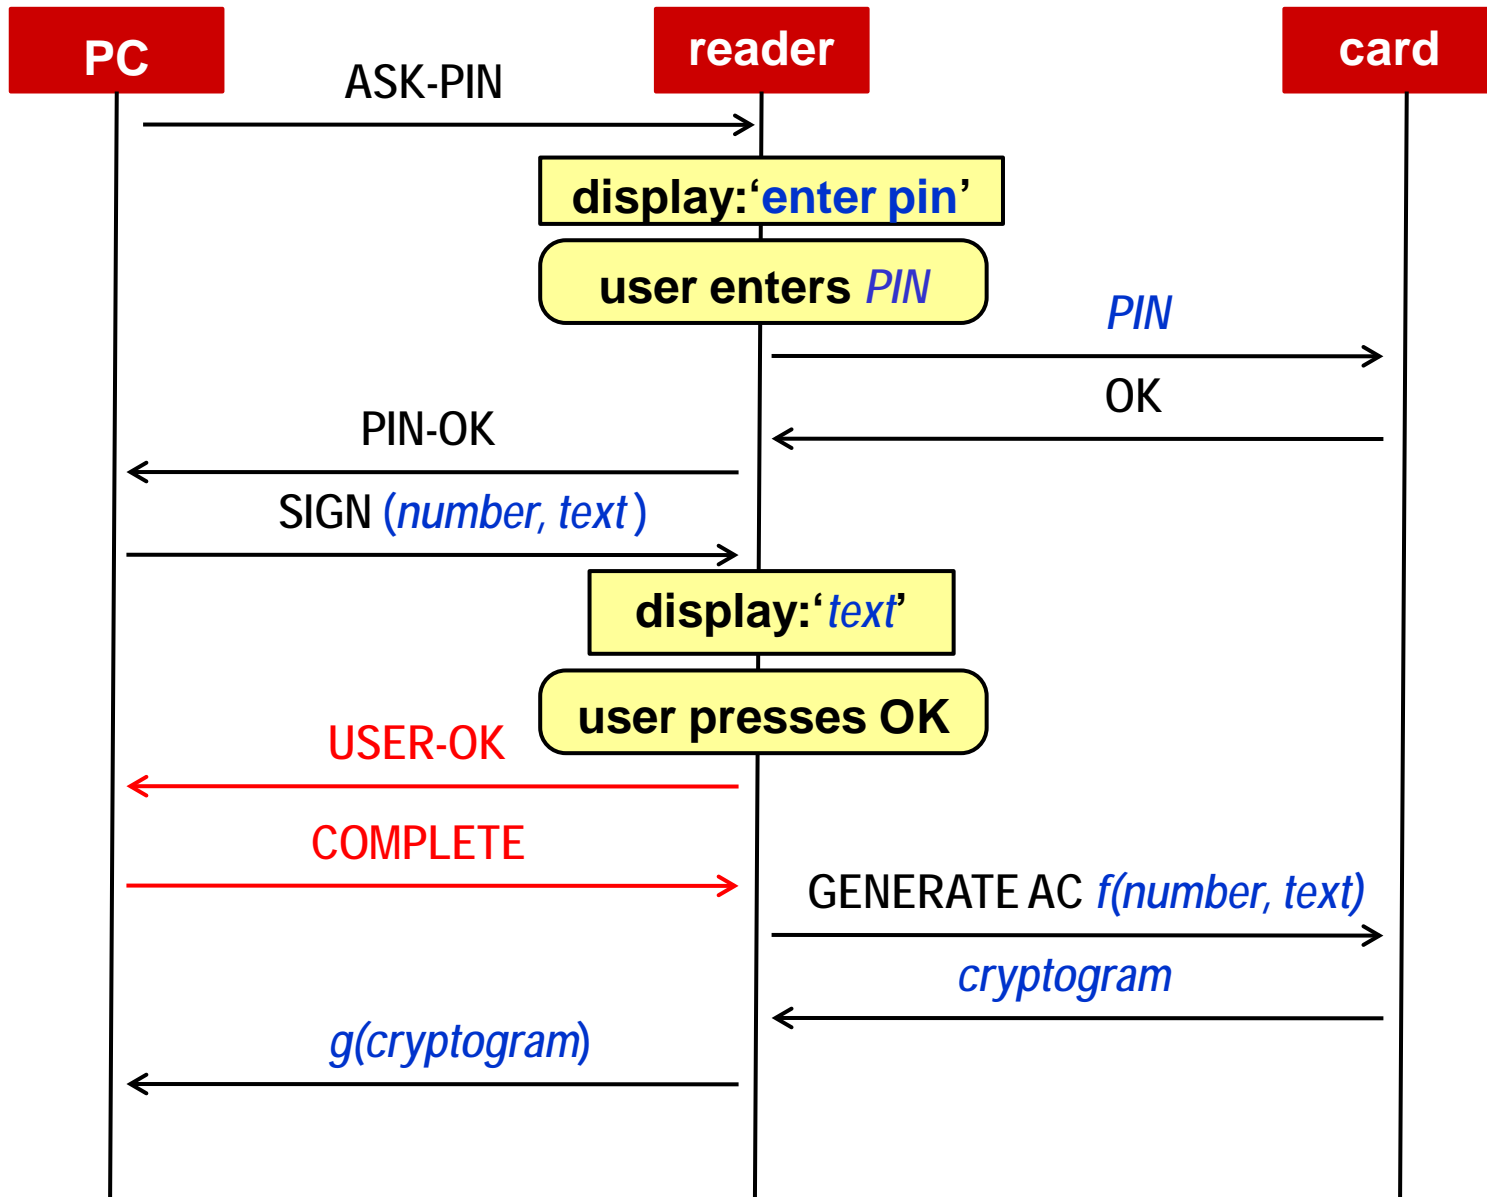 PC
reader
card
ASK-PIN
display:‘enter pin’
user enters PIN
PIN
OK
PIN-OK
SIGN (number, text )
display:‘text’
user presses OK
USER-OK
COMPLETE
GENERATE AC f(number, text)
cryptogram
g(cryptogram)